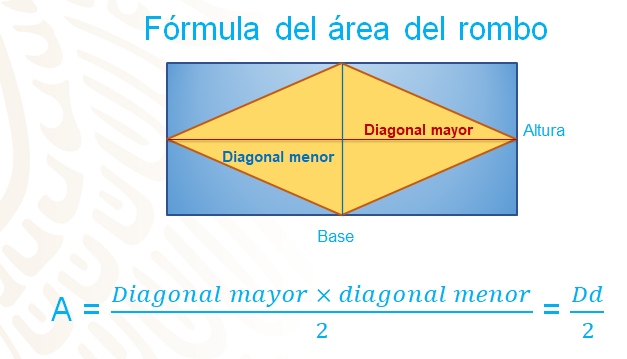 Fórmula del área del rombo
Diagonal mayor
Altura
Diagonal menor
Base
A = Diagonal mayor × diagonal menor / 2 = Dd / 2